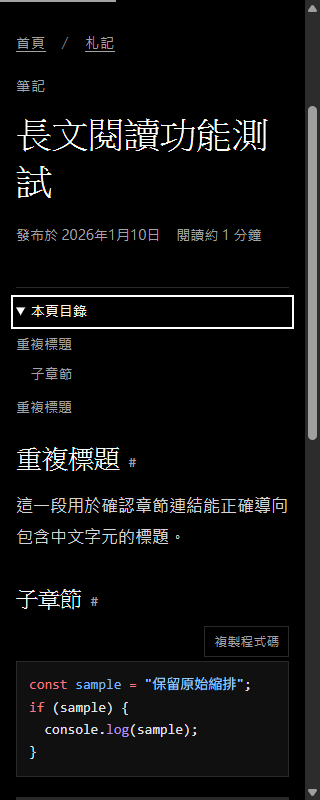 首頁 / 札記
筆記
長文閱讀功能測
試
發布於 2026年1月10日 閱讀約 1 分鐘
▼ 本頁目錄
重複標題
子章節
重複標題
重複標題 #
這一段用於確認章節連結能正確導向
包含中文字元的標題。
子章節 #
複製程式碼
const sample = "保留原始縮排";
if (sample) {
  console.log(sample);
}